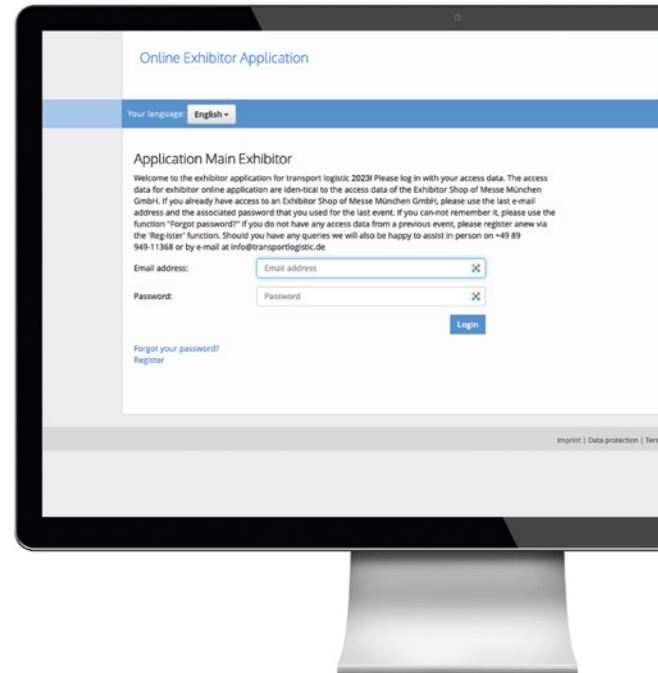 Online Exhibitor Application
Your language: English
Application Main Exhibitor
Welcome to the exhibitor application for transport logistic 2023! Please log in with your access data. The access
data for exhibitor online application are iden-tical to the access data of the Exhibitor Shop of Messe München
GmbH. If you already have access to an Exhibitor Shop of Messe München GmbH, please use the last e-mail
address and the associated password that you used for the last event. If you can-not remember it, please use the
function "Forgot password?" If you do not have any access data from a previous event, please register anew via
the 'Reg-ister' function. Should you have any queries we will also be happy to assist in person on +49 89
949-11368 or by e-mail at info@transportlogistic.de
Email address: Email address
Password: Password
Login
Forgot your password?
Register
Imprint | Data protection | Ter